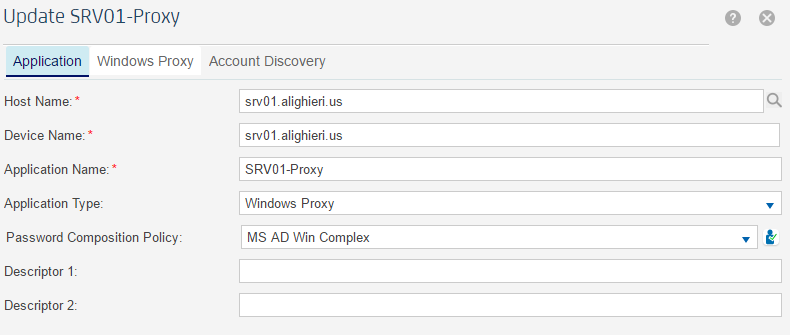 Update SRV01-Proxy
Application Windows Proxy Account Discovery
Host Name: * srv01.alighieri.us
Device Name: * srv01.alighieri.us
Application Name: * SRV01-Proxy
Application Type: Windows Proxy
Password Composition Policy: MS AD Win Complex
Descriptor 1:
Descriptor 2: